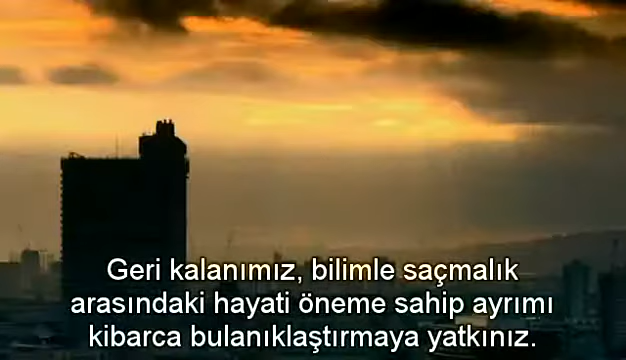 Geri kalanımız, bilimle saçmalık
arasındaki hayati öneme sahip ayrımı
kibarca bulanıklaştırmaya yatkınız.